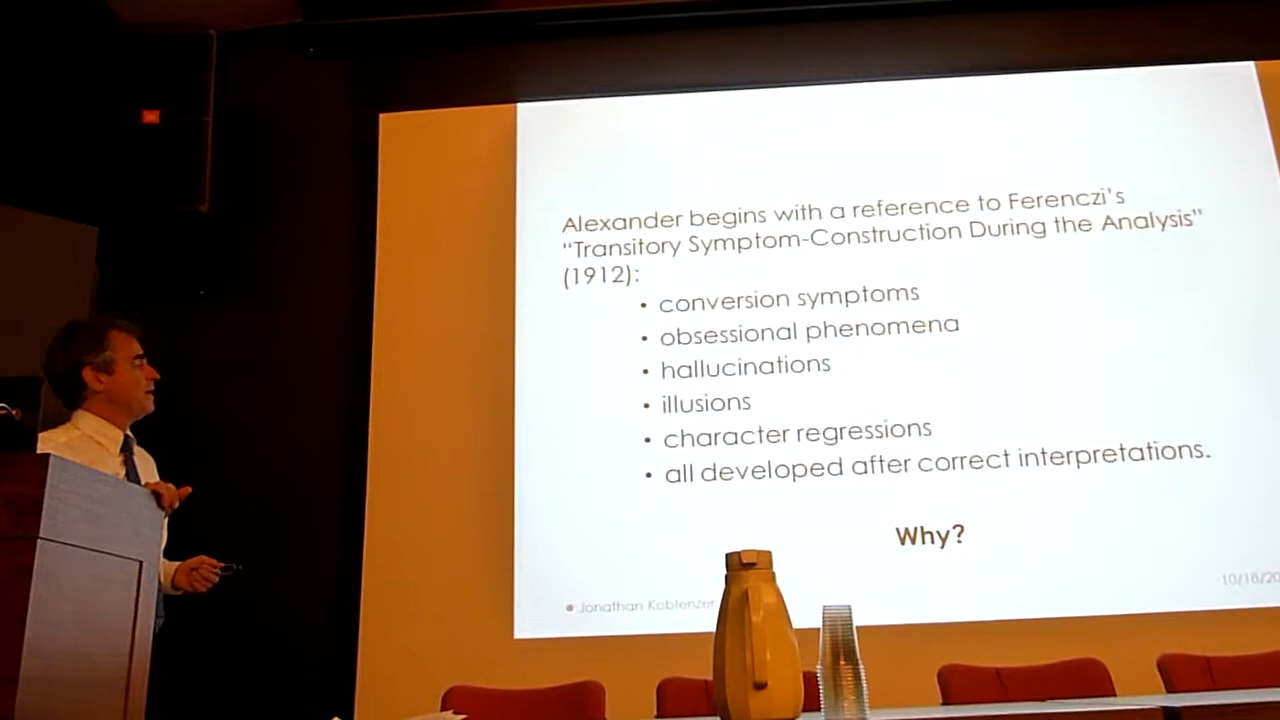 Alexander begins with a reference to Ferenczi's
“Transitory Symptom-Construction During the Analysis”
(1912):
• conversion symptoms
• obsessional phenomena
• hallucinations
• illusions
• character regressions
• all developed after correct interpretations.
Why?
• Jonathan Koblenzer
10/18/20